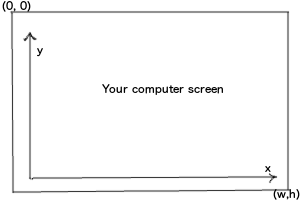 (0, 0)
y
Your computer screen
x
(w,h)